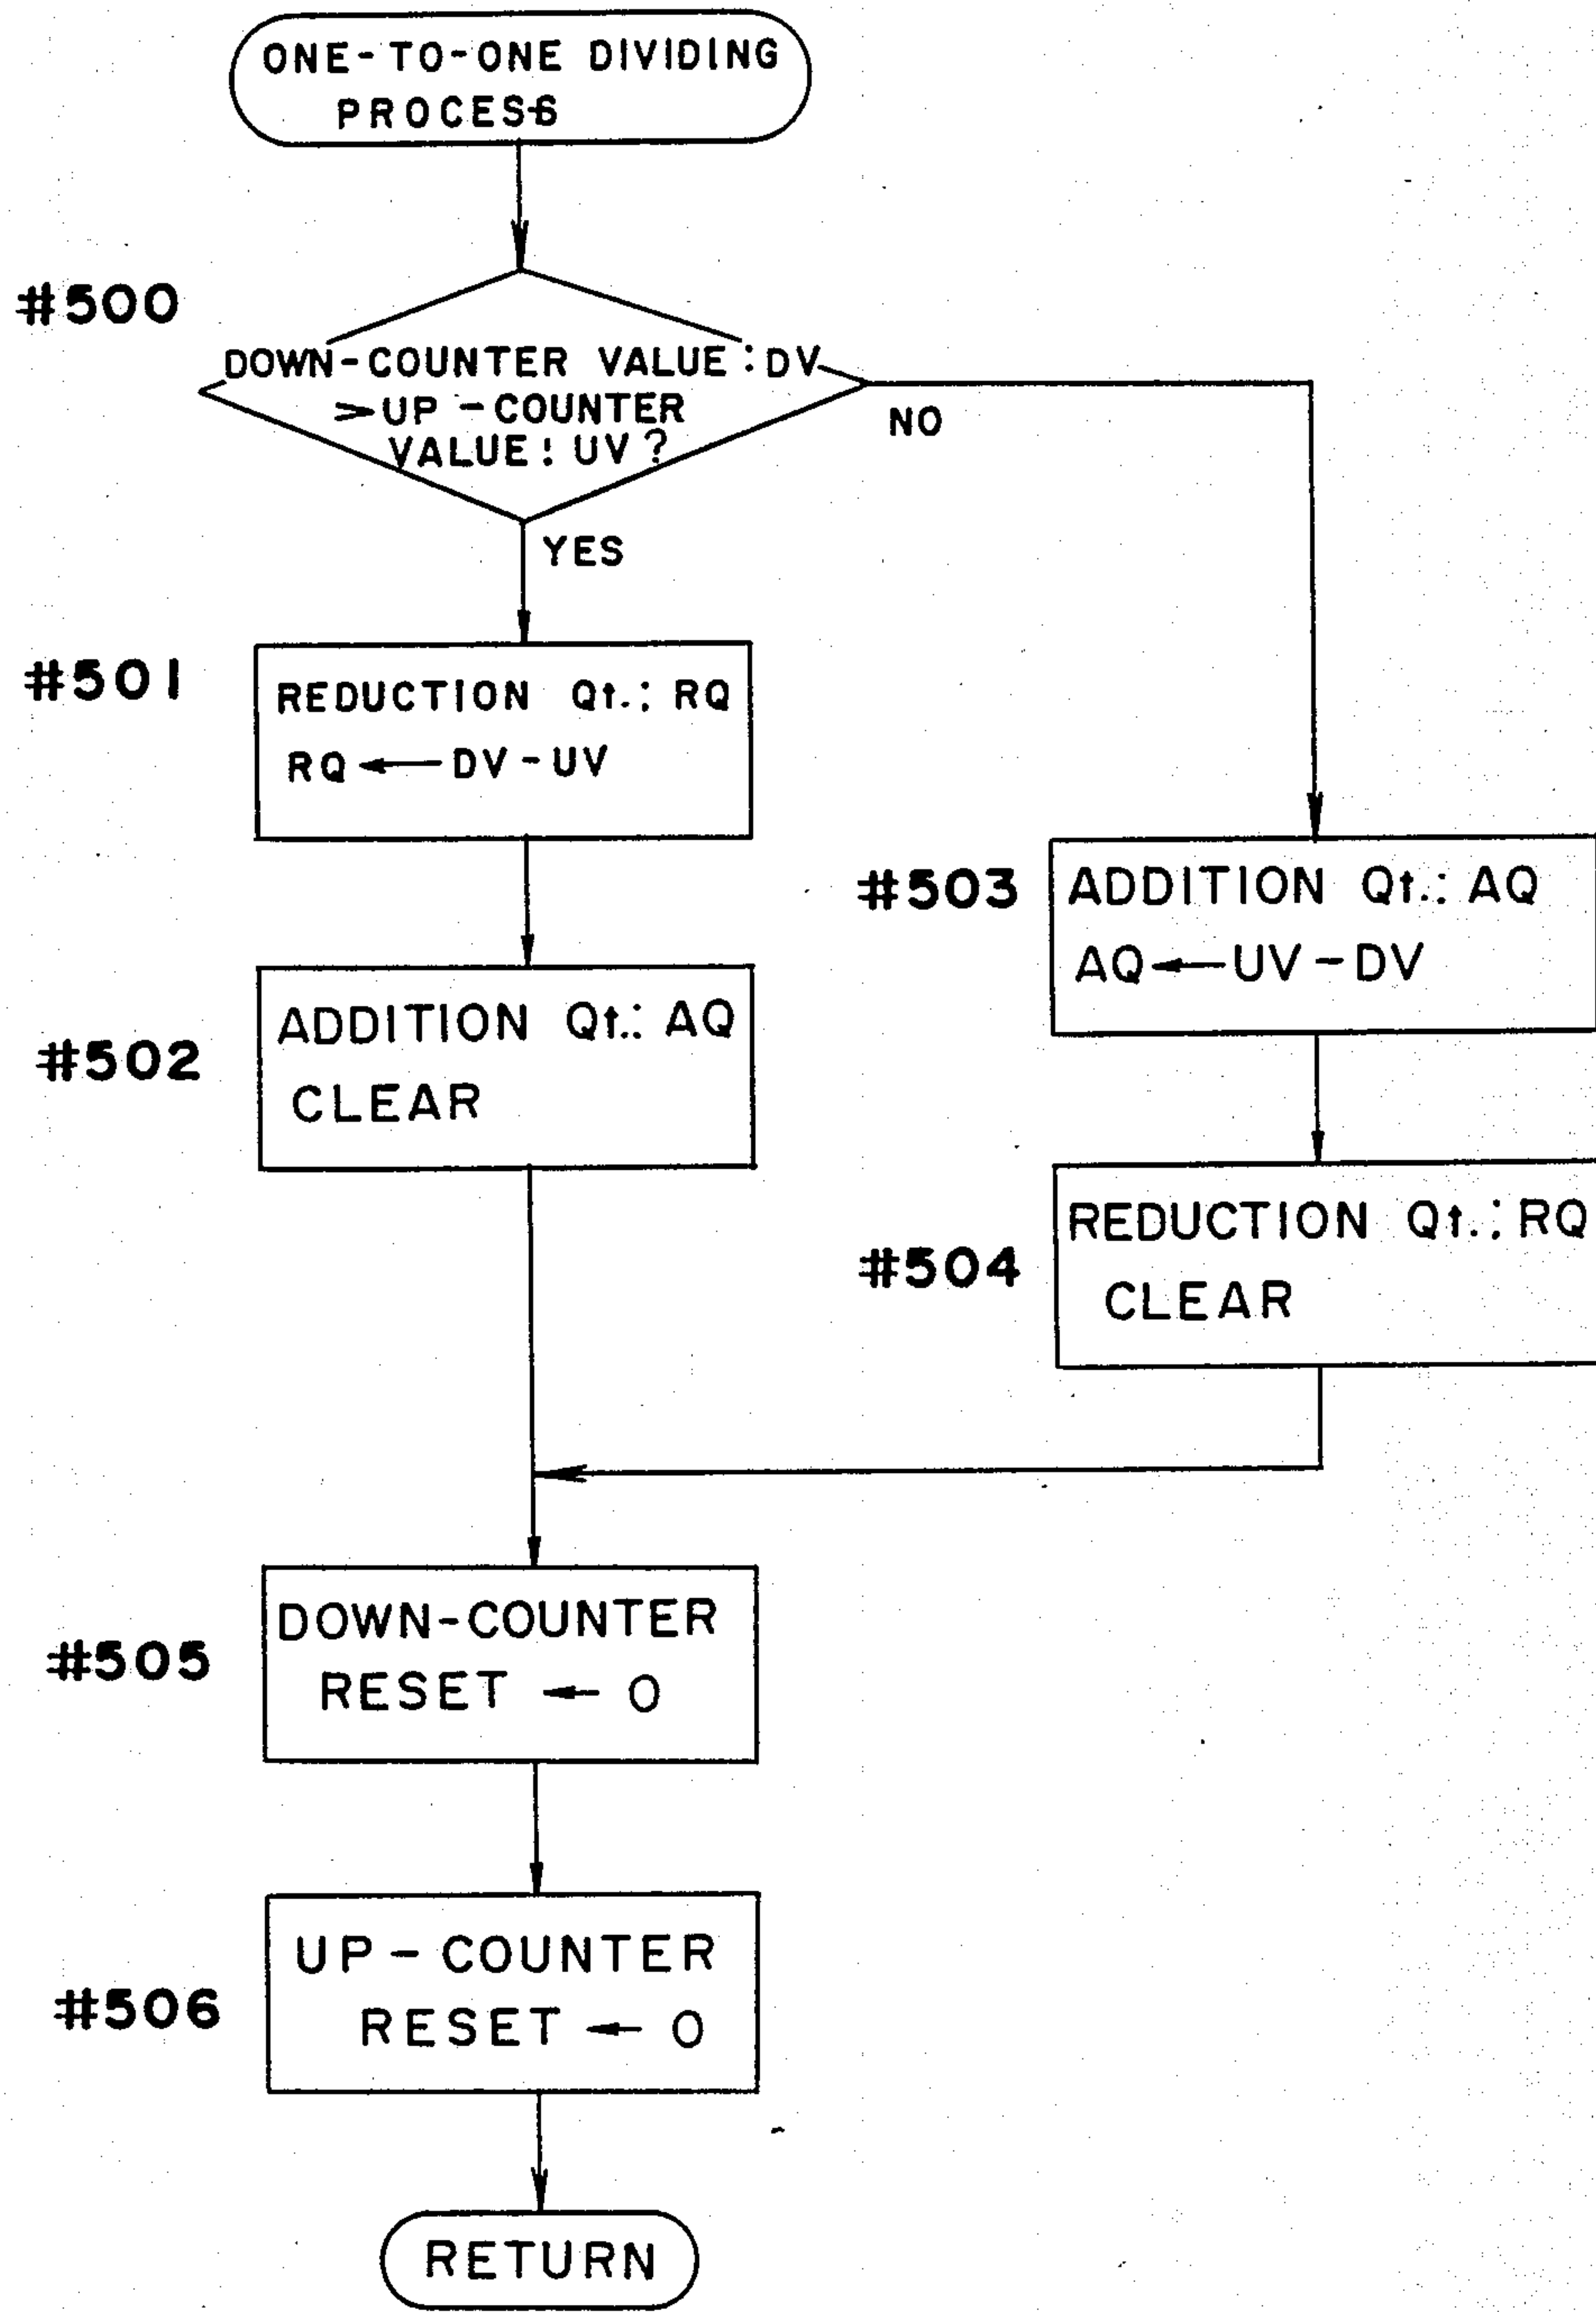 ONE-TO-ONE DIVIDING
PROCESS
#500
DOWN-COUNTER VALUE : DV
> UP-COUNTER
VALUE : UV ?
NO
YES
#501
REDUCTION Qt.: RQ
RQ ← DV - UV
#502
ADDITION Qt.: AQ
CLEAR
#503
ADDITION Qt.: AQ
AQ ← UV - DV
#504
REDUCTION Qt.: RQ
CLEAR
#505
DOWN-COUNTER
RESET ← 0
#506
UP-COUNTER
RESET ← 0
RETURN